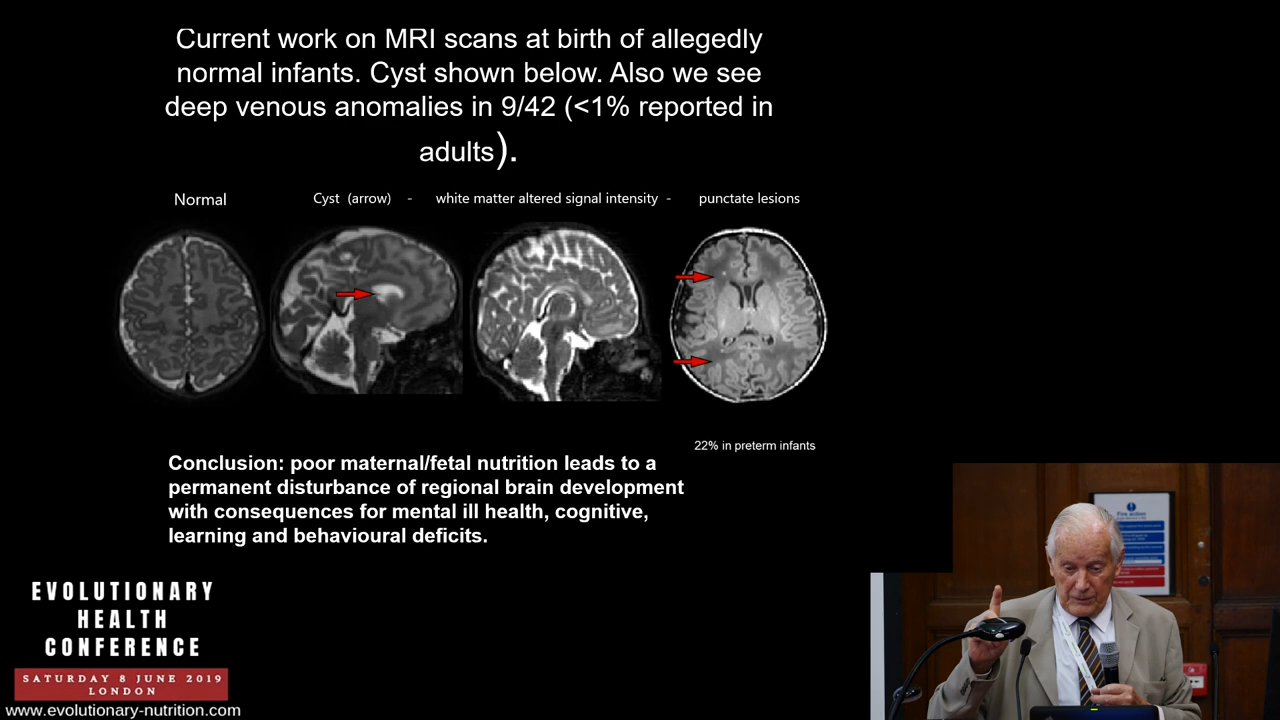 Current work on MRI scans at birth of allegedly
normal infants. Cyst shown below. Also we see
deep venous anomalies in 9/42 (<1% reported in
adults).
Normal
Cyst (arrow) - white matter altered signal intensity - punctate lesions
22% in preterm infants
Conclusion: poor maternal/fetal nutrition leads to a
permanent disturbance of regional brain development
with consequences for mental ill health, cognitive,
learning and behavioural deficits.
EVOLUTIONARY
HEALTH
CONFERENCE
SATURDAY 8 JUNE 2019
LONDON
www.evolutionary-nutrition.com
Fire action